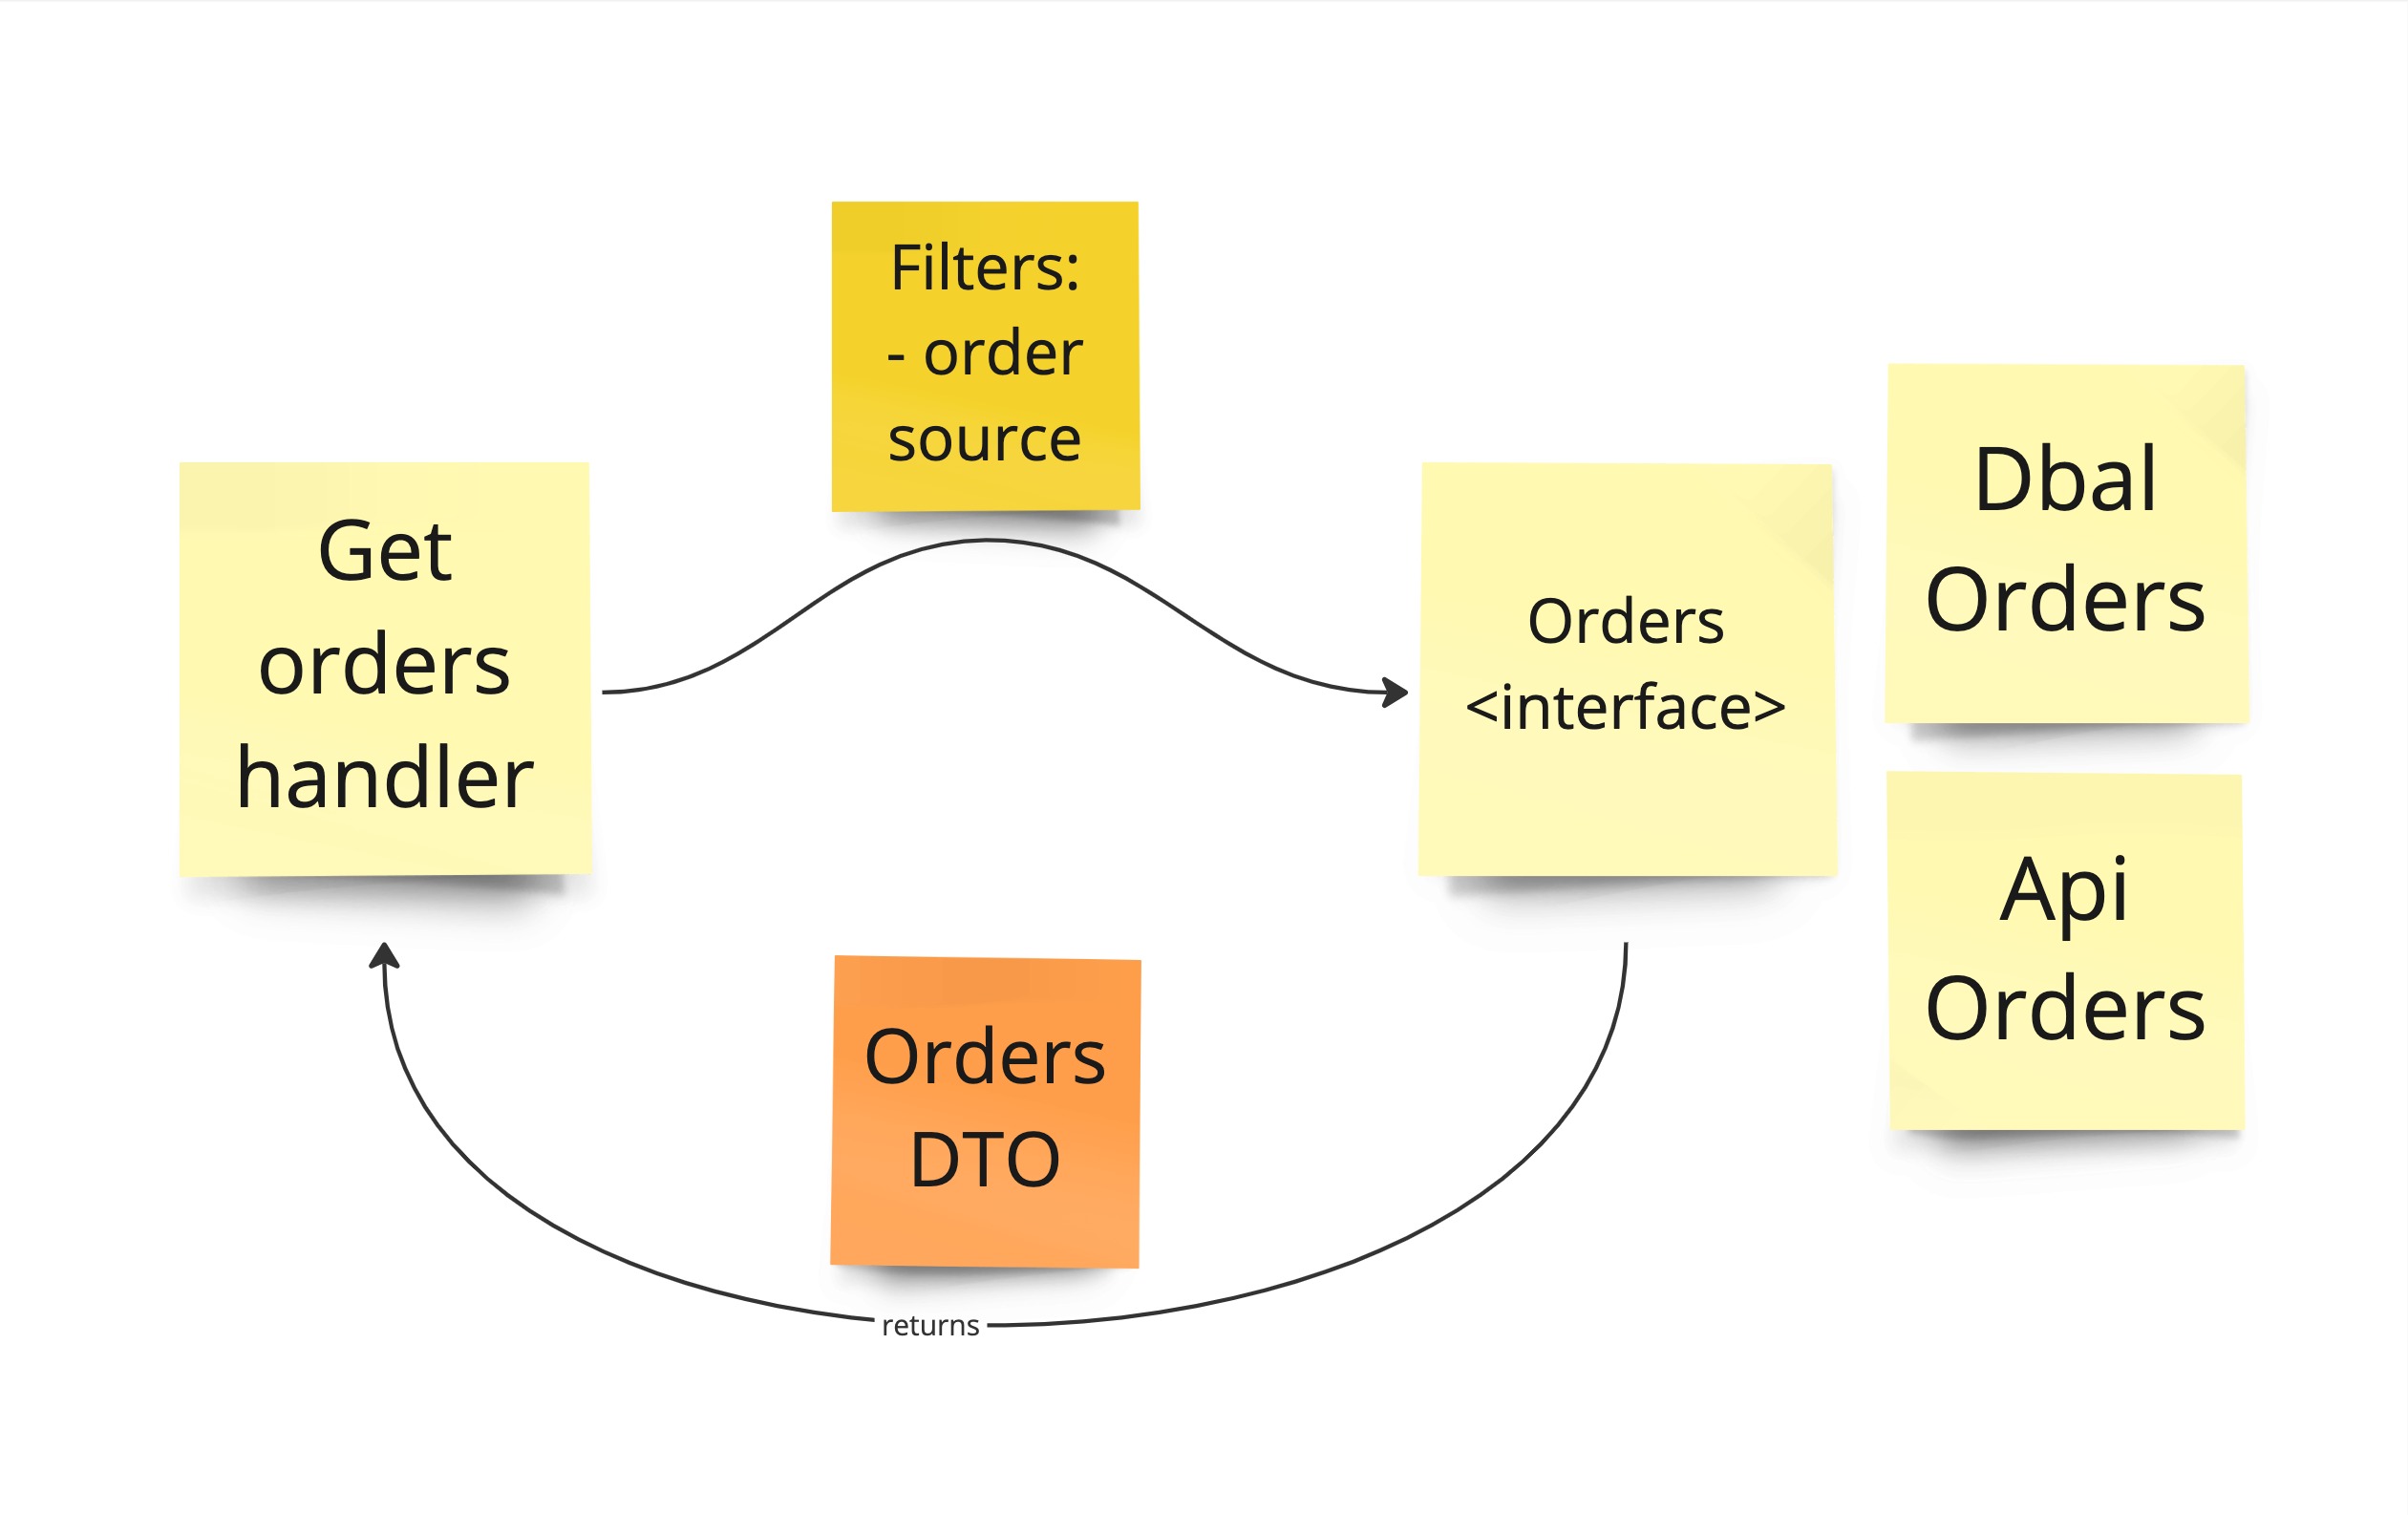 Filters:
- order
source
Get
orders
handler
Orders
<interface>
Dbal
Orders
Api
Orders
Orders
DTO
returns